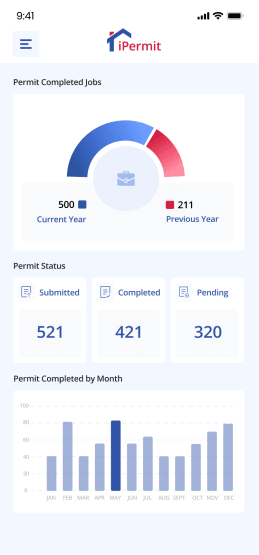 9:41
iPermit
Permit Completed Jobs
500 211
Current Year Previous Year
Permit Status
Submitted Completed Pending
521 421 320
Permit Completed by Month
100
80
60
40
20
0
JAN FEB MAR APR MAY JUN JUL AUG SEPT OCT NOV DEC